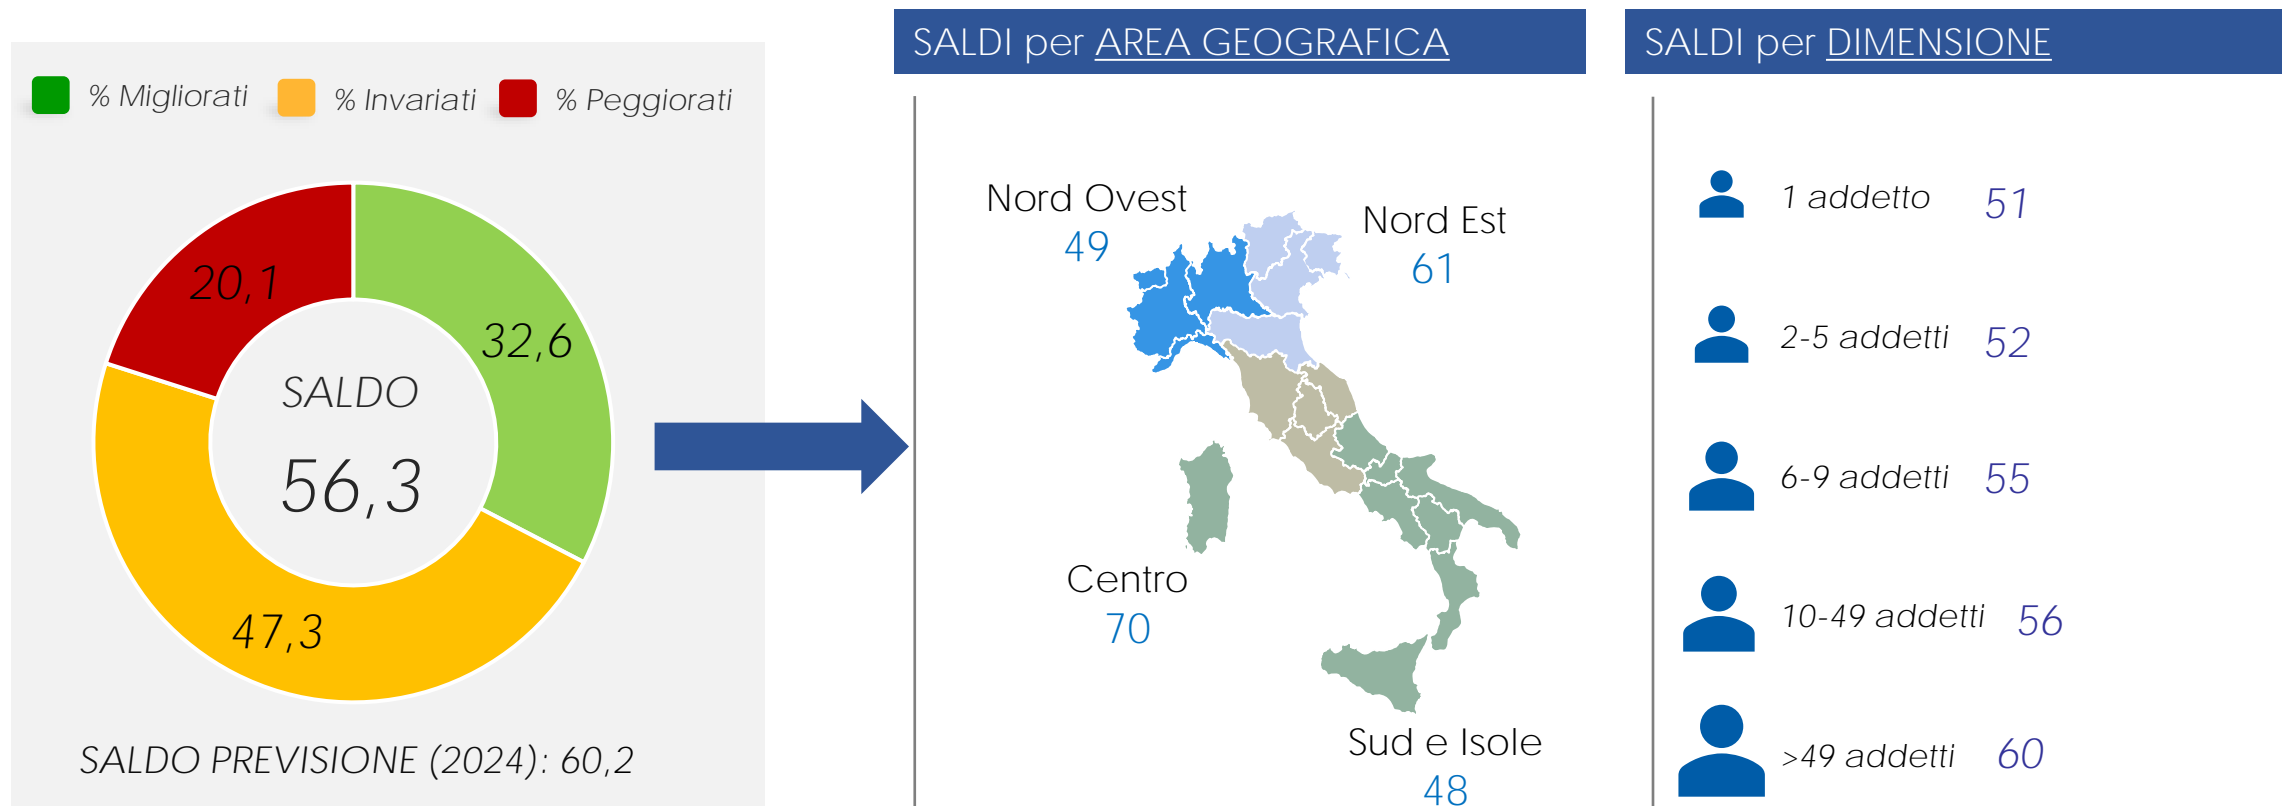 % Migliorati
% Invariati
% Peggiorati
20,1
32,6
47,3
SALDO
56,3
SALDO PREVISIONE (2024): 60,2
SALDI per AREA GEOGRAFICA
Nord Ovest
49
Nord Est
61
Centro
70
Sud e Isole
48
SALDI per DIMENSIONE
1 addetto 51
2-5 addetti 52
6-9 addetti 55
10-49 addetti 56
>49 addetti 60